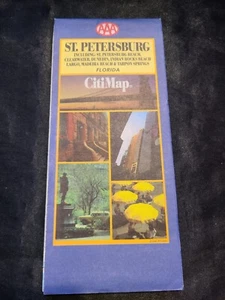 AAA
ST. PETERSBURG
INCLUDING ST. PETERSBURG BEACH,
CLEARWATER, DUNEDIN, INDIAN ROCKS BEACH
LARGO, MADEIRA BEACH & TARPON SPRINGS
FLORIDA
CitiMap